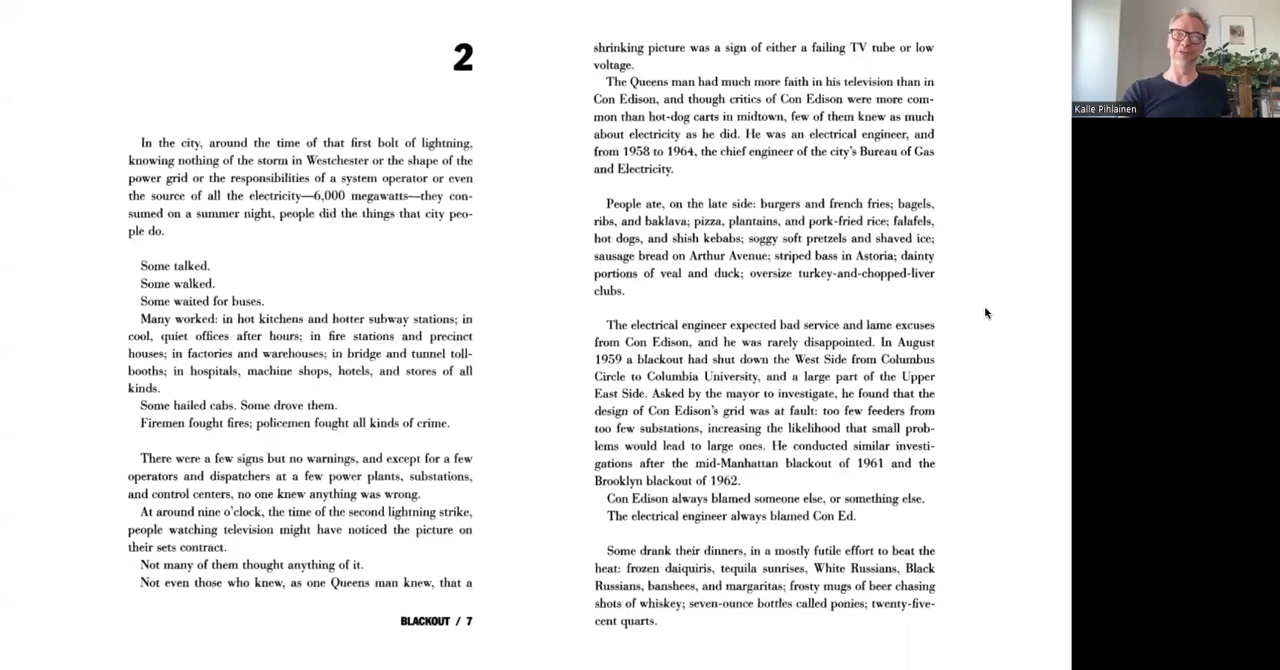 2
In the city, around the time of that first bolt of lightning,
knowing nothing of the storm in Westchester or the shape of the
power grid or the responsibilities of a system operator or even
the source of all the electricity—6,000 megawatts—they con-
sumed on a summer night, people did the things that city peo-
ple do.
Some talked.
Some walked.
Some waited for buses.
Many worked: in hot kitchens and hotter subway stations; in
cool, quiet offices after hours; in fire stations and precinct
houses; in factories and warehouses; in bridge and tunnel toll-
booths; in hospitals, machine shops, hotels, and stores of all
kinds.
Some hailed cabs. Some drove them.
Firemen fought fires; policemen fought all kinds of crime.
There were a few signs but no warnings, and except for a few
operators and dispatchers at a few power plants, substations,
and control centers, no one knew anything was wrong.
At around nine o'clock, the time of the second lightning strike,
people watching television might have noticed the picture on
their sets contract.
Not many of them thought anything of it.
Not even those who knew, as one Queens man knew, that a
BLACKOUT / 7
shrinking picture was a sign of either a failing TV tube or low
voltage.
The Queens man had much more faith in his television than in
Con Edison, and though critics of Con Edison were more com-
mon than hot-dog carts in midtown, few of them knew as much
about electricity as he did. He was an electrical engineer, and
from 1958 to 1964, the chief engineer of the city's Bureau of Gas
and Electricity.
People ate, on the late side: burgers and french fries; bagels,
ribs, and baklava; pizza, plantains, and pork-fried rice; falafels,
hot dogs, and shish kebabs; soggy soft pretzels and shaved ice;
sausage bread on Arthur Avenue; striped bass in Astoria; dainty
portions of veal and duck; oversize turkey-and-chopped-liver
clubs.
The electrical engineer expected bad service and lame excuses
from Con Edison, and he was rarely disappointed. In August
1959 a blackout had shut down the West Side from Columbus
Circle to Columbia University, and a large part of the Upper
East Side. Asked by the mayor to investigate, he found that the
design of Con Edison's grid was at fault: too few feeders from
too few substations, increasing the likelihood that small prob-
lems would lead to large ones. He conducted similar investi-
gations after the mid-Manhattan blackout of 1961 and the
Brooklyn blackout of 1962.
Con Edison always blamed someone else, or something else.
The electrical engineer always blamed Con Ed.
Some drank their dinners, in a mostly futile effort to beat the
heat: frozen daiquiris, tequila sunrises, White Russians, Black
Russians, banshees, and margaritas; frosty mugs of beer chasing
shots of whiskey; seven-ounce bottles called ponies; twenty-five-
cent quarts.
Kalle Pihlainen